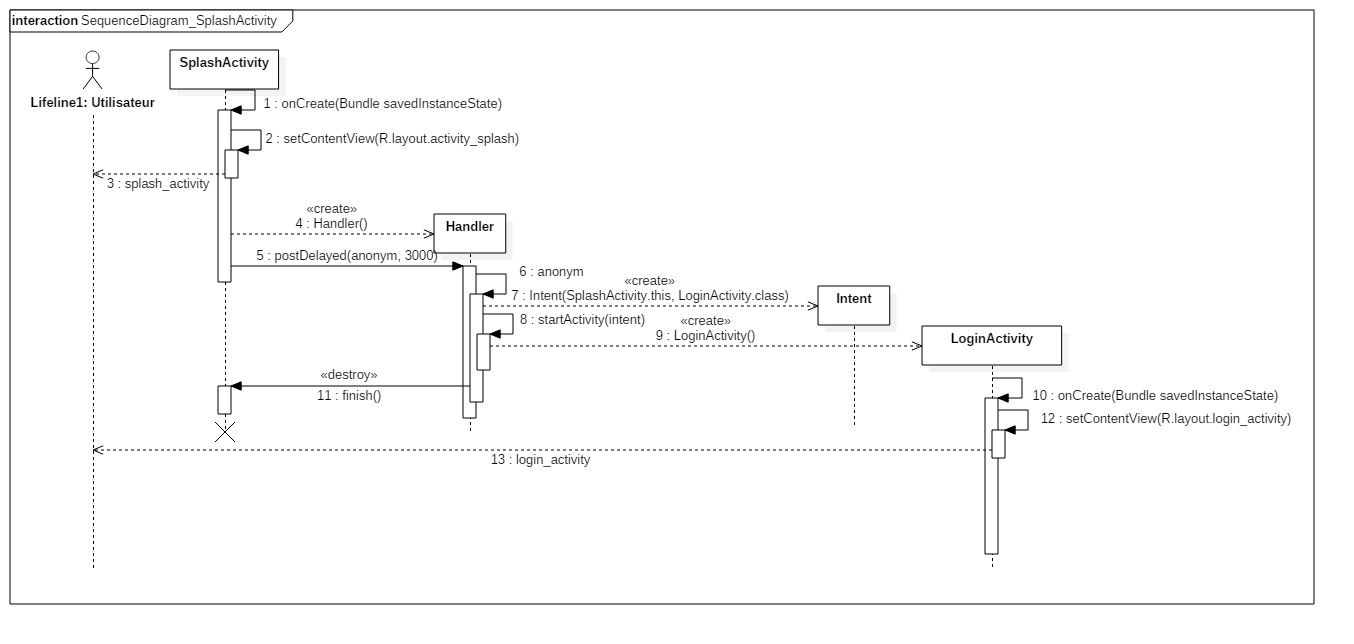 interaction SequenceDiagram_SplashActivity
SplashActivity
Lifeline1: Utilisateur
1 : onCreate(Bundle savedInstanceState)
2 : setContentView(R.layout.activity_splash)
3 : splash_activity
«create»
4 : Handler()
Handler
5 : postDelayed(anonym, 3000)
6 : anonym
«create»
7 : Intent(SplashActivity.this, LoginActivity.class)
Intent
8 : startActivity(intent)
«create»
9 : LoginActivity()
LoginActivity
«destroy»
11 : finish()
10 : onCreate(Bundle savedInstanceState)
12 : setContentView(R.layout.login_activity)
13 : login_activity